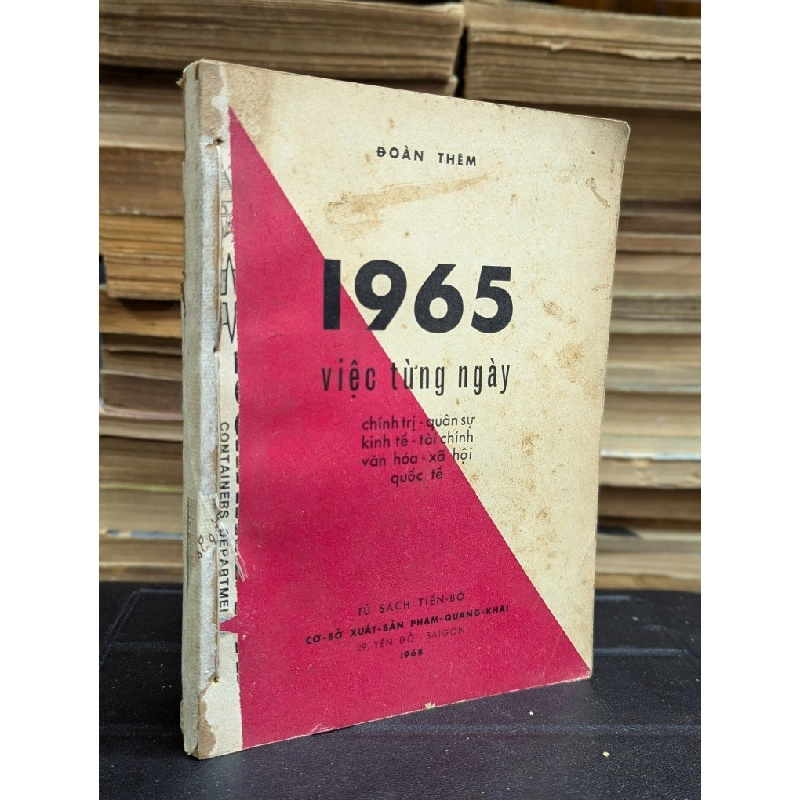 ĐOÀN THÊM
1965
việc từng ngày
chính trị - quân sự
kinh tế - tài chính
văn hóa - xã hội
quốc tế
TỦ SÁCH TIẾN-BỘ
CƠ-SỞ XUẤT-BẢN PHẠM-QUANG-KHAI
29, YÊN ĐỔ - SAIGON
1968
CONTAINERS DEPARTME